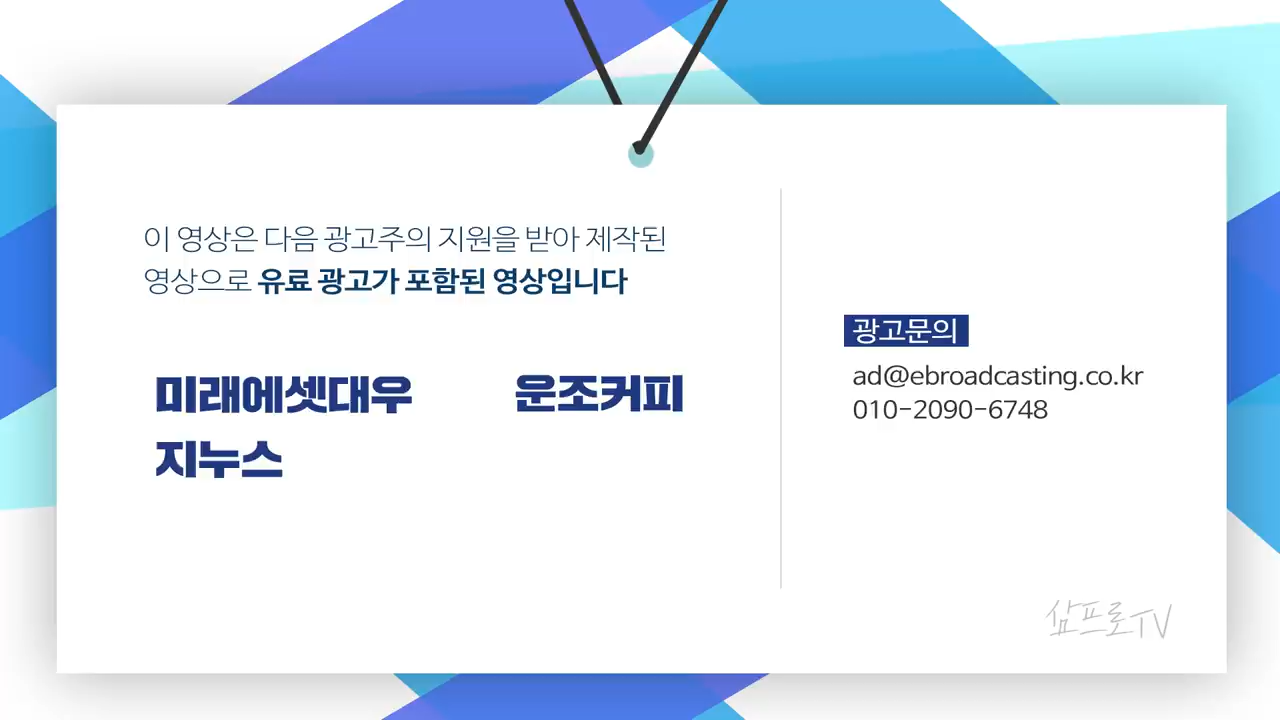 이 영상은 다음 광고주의 지원을 받아 제작된
영상으로 유료 광고가 포함된 영상입니다
미래에셋대우 운조커피
지누스
광고문의
ad@ebroadcasting.co.kr
010-2090-6748
삼프로TV